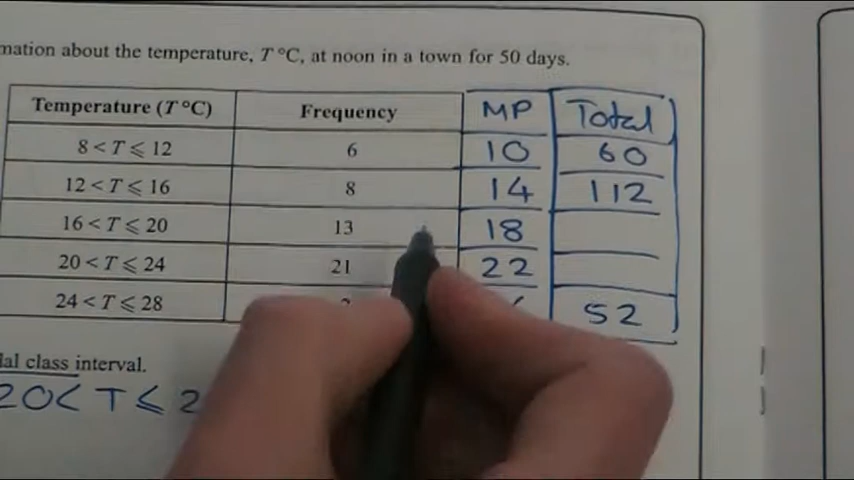 mation about the temperature, T °C, at noon in a town for 50 days.
Temperature (T °C) Frequency MP Total
8 < T ⩽ 12 6 10 60
12 < T ⩽ 16 8 14 112
16 < T ⩽ 20 13 18
20 < T ⩽ 24 21 22
24 < T ⩽ 28 52
dal class interval.
20 < T ⩽ 2